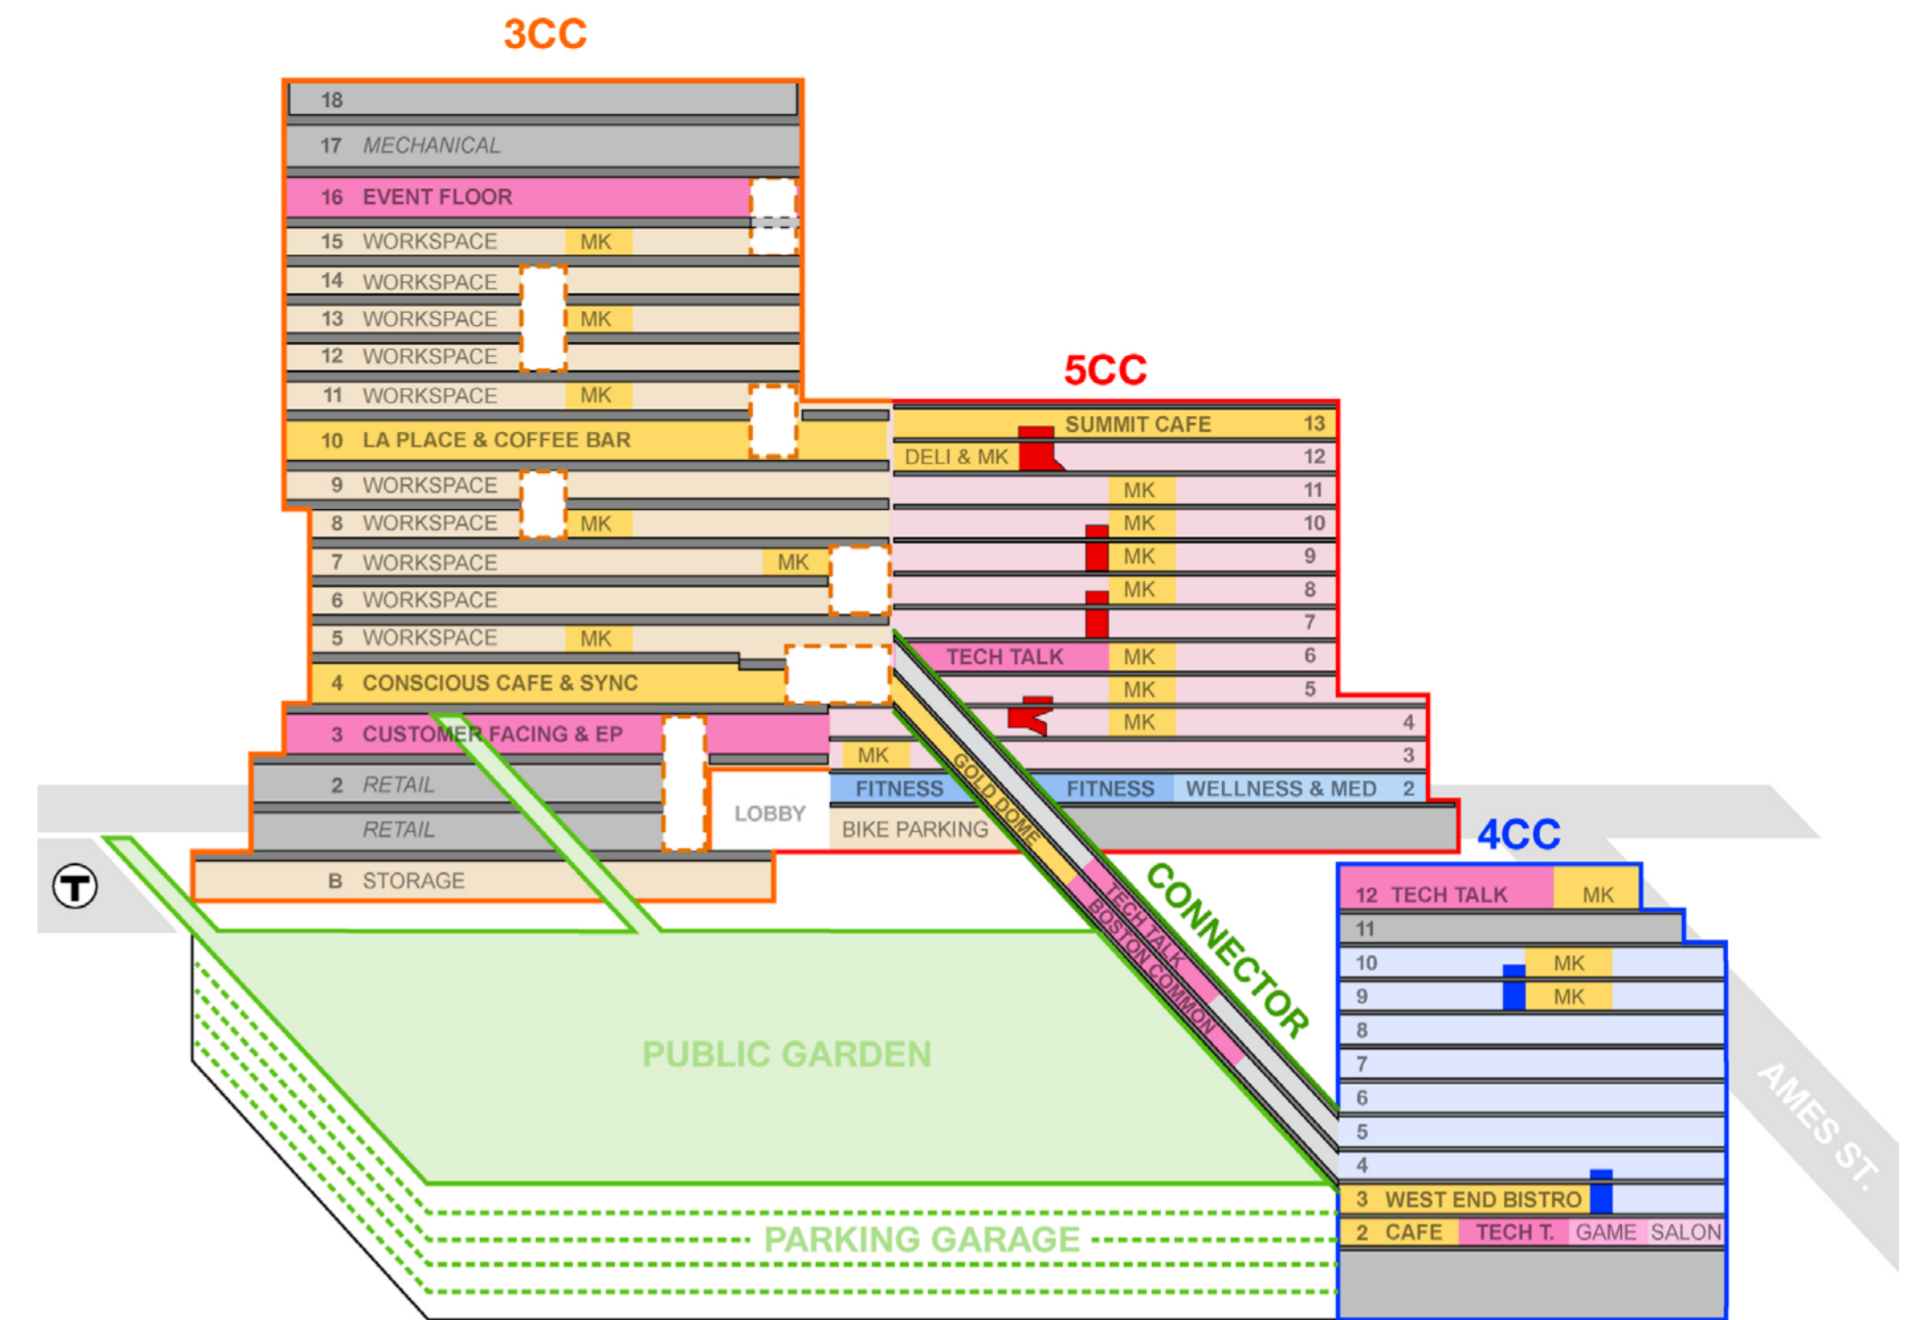 3CC
18
17 MECHANICAL
16 EVENT FLOOR
15 WORKSPACE MK
14 WORKSPACE
13 WORKSPACE MK
12 WORKSPACE
11 WORKSPACE MK
10 LA PLACE & COFFEE BAR
9 WORKSPACE
8 WORKSPACE MK
7 WORKSPACE MK
6 WORKSPACE
5 WORKSPACE MK
4 CONSCIOUS CAFE & SYNC
3 CUSTOMER FACING & EP
2 RETAIL
RETAIL
LOBBY
B STORAGE
5CC
SUMMIT CAFE 13
DELI & MK 12
MK 11
MK 10
MK 9
MK 8
7
TECH TALK MK 6
MK 5
MK 4
MK 3
FITNESS FITNESS WELLNESS & MED 2
BIKE PARKING
GOLD DOME
TECH TALK
BOSTON COMMON
CONNECTOR
4CC
12 TECH TALK MK
11
10 MK
9 MK
8
7
6
5
4
3 WEST END BISTRO
2 CAFE TECH T. GAME SALON
AMES ST.
T
PUBLIC GARDEN
PARKING GARAGE